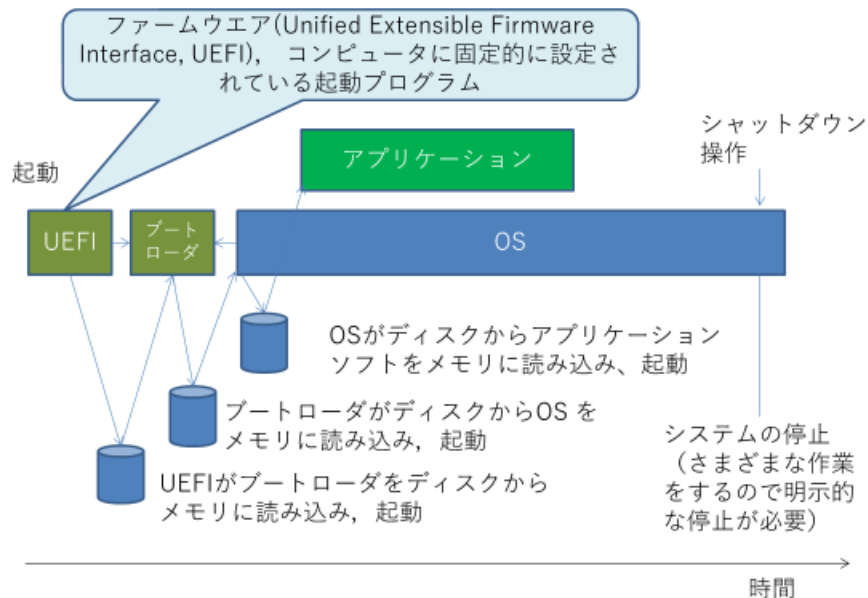 ファームウエア(Unified Extensible Firmware
Interface, UEFI), コンピュータに固定的に設定さ
れている起動プログラム
シャットダウン
操作
アプリケーション
起動
UEFI
ブート
ローダ
OS
OSがディスクからアプリケーション
ソフトをメモリに読み込み、起動
ブートローダがディスクからOS を
メモリに読み込み，起動
UEFIがブートローダをディスクから
メモリに読み込み，起動
システムの停止
（さまざまな作業
をするので明示的
な停止が必要）
時間